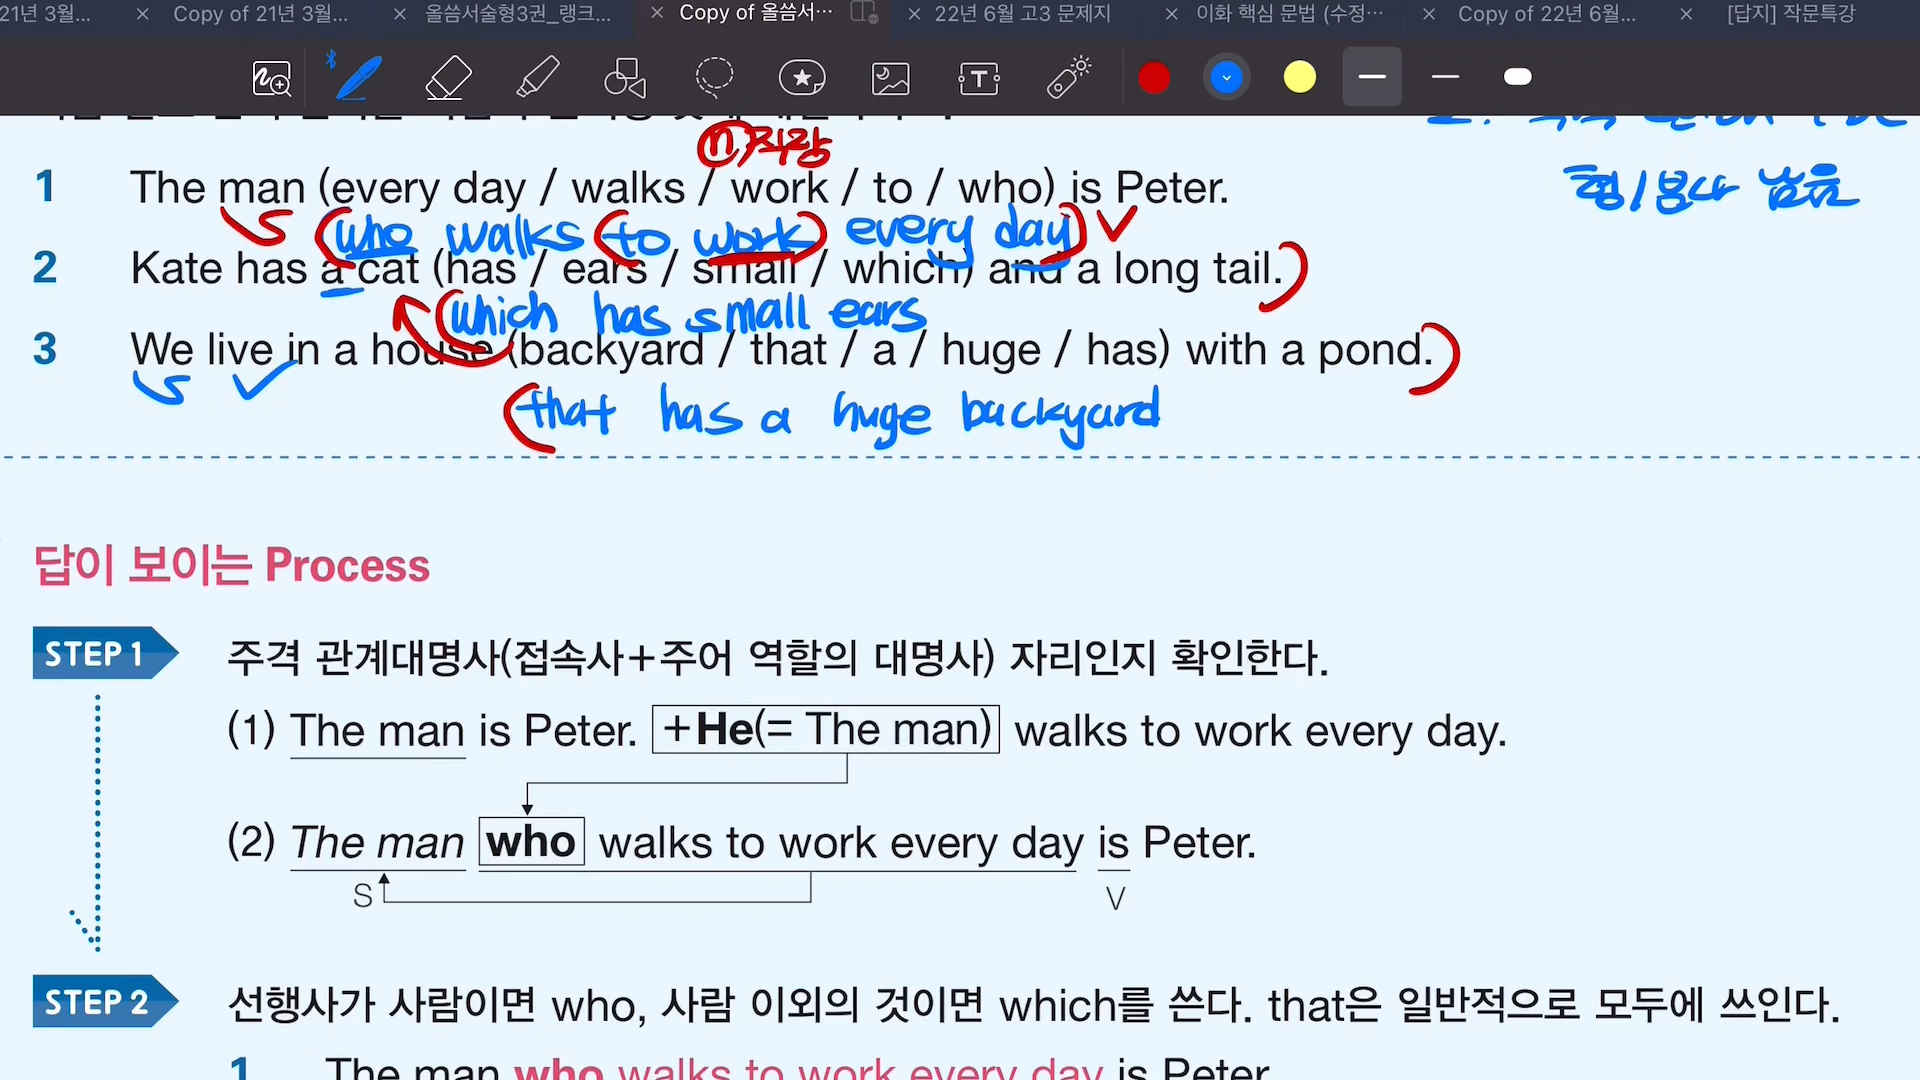 21년 3월... × Copy of 21년 3월... × 올씀서술형3권_랭크... × Copy of 올씀서··· × 22년 6월 고3 문제지 × 이화 핵심 문법 (수정··· × Copy of 22년 6월... × [답지] 작문특강
n 직장
1 The man (every day / walks / work / to / who) is Peter.
who walks (to work) every day
2 Kate has a cat (has / ears / small / which) and a long tail.
which has small ears
3 We live in a house (backyard / that / a / huge / has) with a pond.
S
that has a huge backyard
답이 보이는 Process
STEP 1 주격 관계대명사(접속사+주어 역할의 대명사) 자리인지 확인한다.
(1) The man is Peter. +He(= The man) walks to work every day.
(2) The man who walks to work every day is Peter.
S V
STEP 2 선행사가 사람이면 who, 사람 이외의 것이면 which를 쓴다. that은 일반적으로 모두에 쓰인다.
1 The man who walks to work every day is Peter.